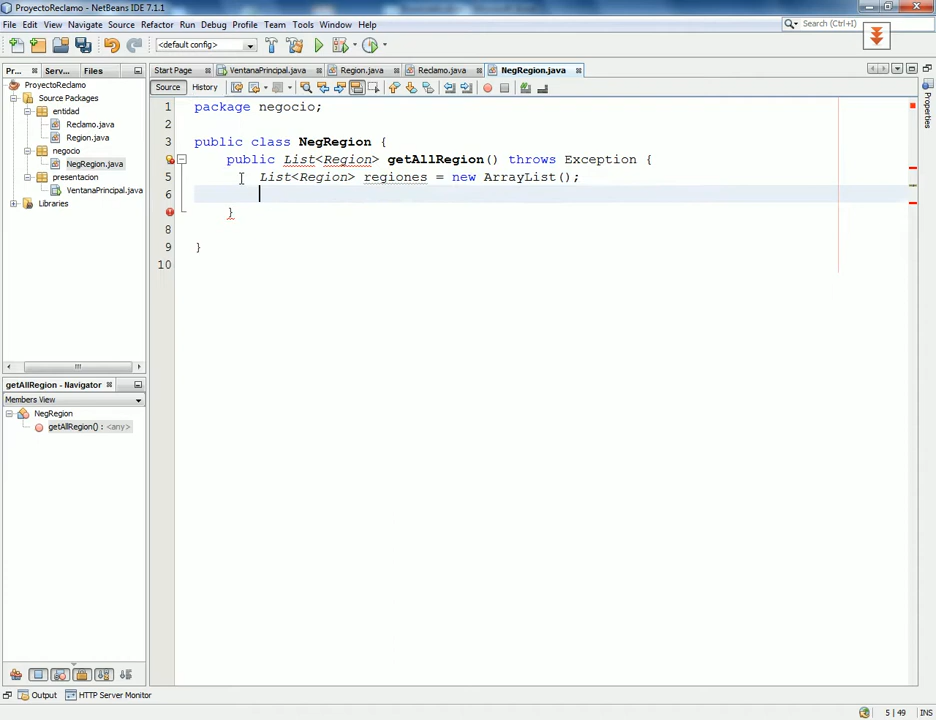 ProyectoReclamo - NetBeans IDE 7.1.1
File Edit View Navigate Source Refactor Run Debug Profile Team Tools Window Help
<default config>
Search (Ctrl+I)
Pr... Serv... Files
Start Page VentanaPrincipal.java Region.java Reclamo.java NegRegion.java
Source History
Properties
ProyectoReclamo
Source Packages
entidad
Reclamo.java
Region.java
negocio
NegRegion.java
presentacion
VentanaPrincipal.java
Libraries
1 package negocio;
2
3 public class NegRegion {
public List<Region> getAllRegion() throws Exception {
5 List<Region> regiones = new ArrayList();
6
}
8
9 }
10
getAllRegion - Navigator
Members View
NegRegion
getAllRegion() : <any>
Output HTTP Server Monitor
5 | 49 INS